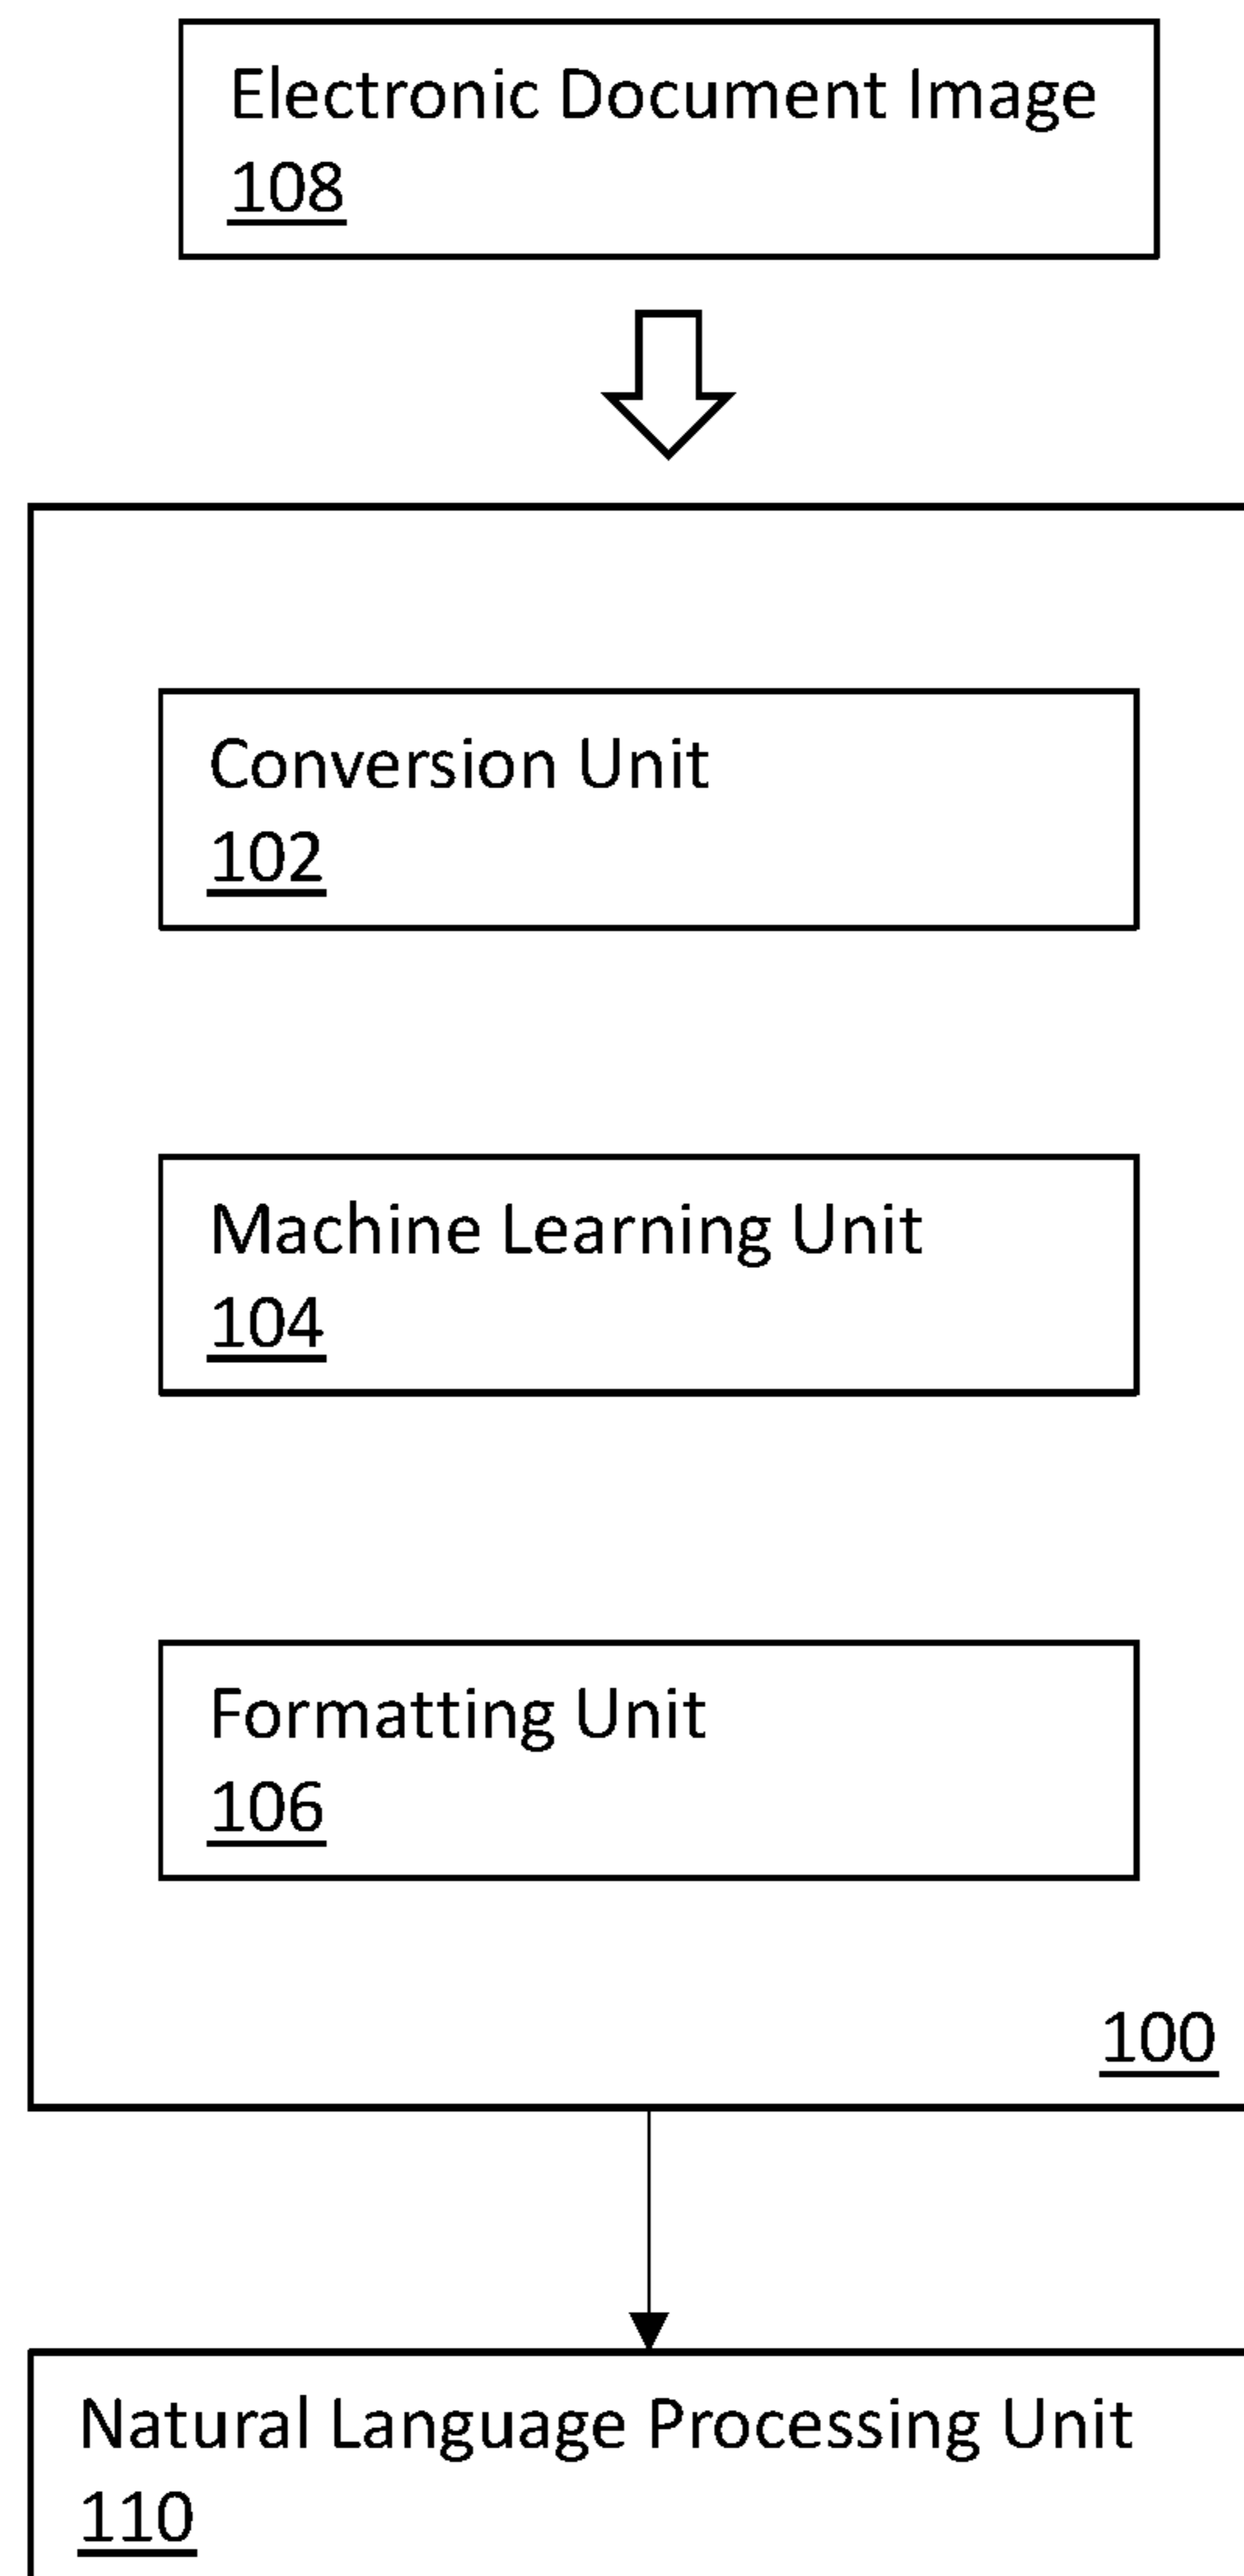 Electronic Document Image
108
Conversion Unit
102
Machine Learning Unit
104
Formatting Unit
106
100
Natural Language Processing Unit
110